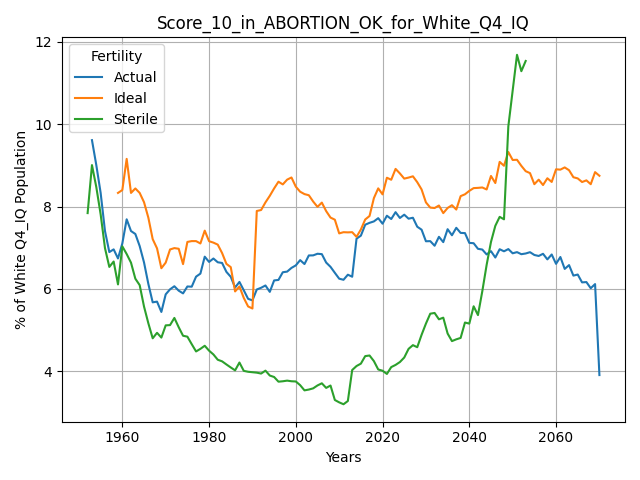 Score_10_in_ABORTION_OK_for_White_Q4_IQ
Fertility
Actual
Ideal
Sterile
% of White Q4_IQ Population
12
10
8
6
4
1960 1980 2000 2020 2040 2060
Years